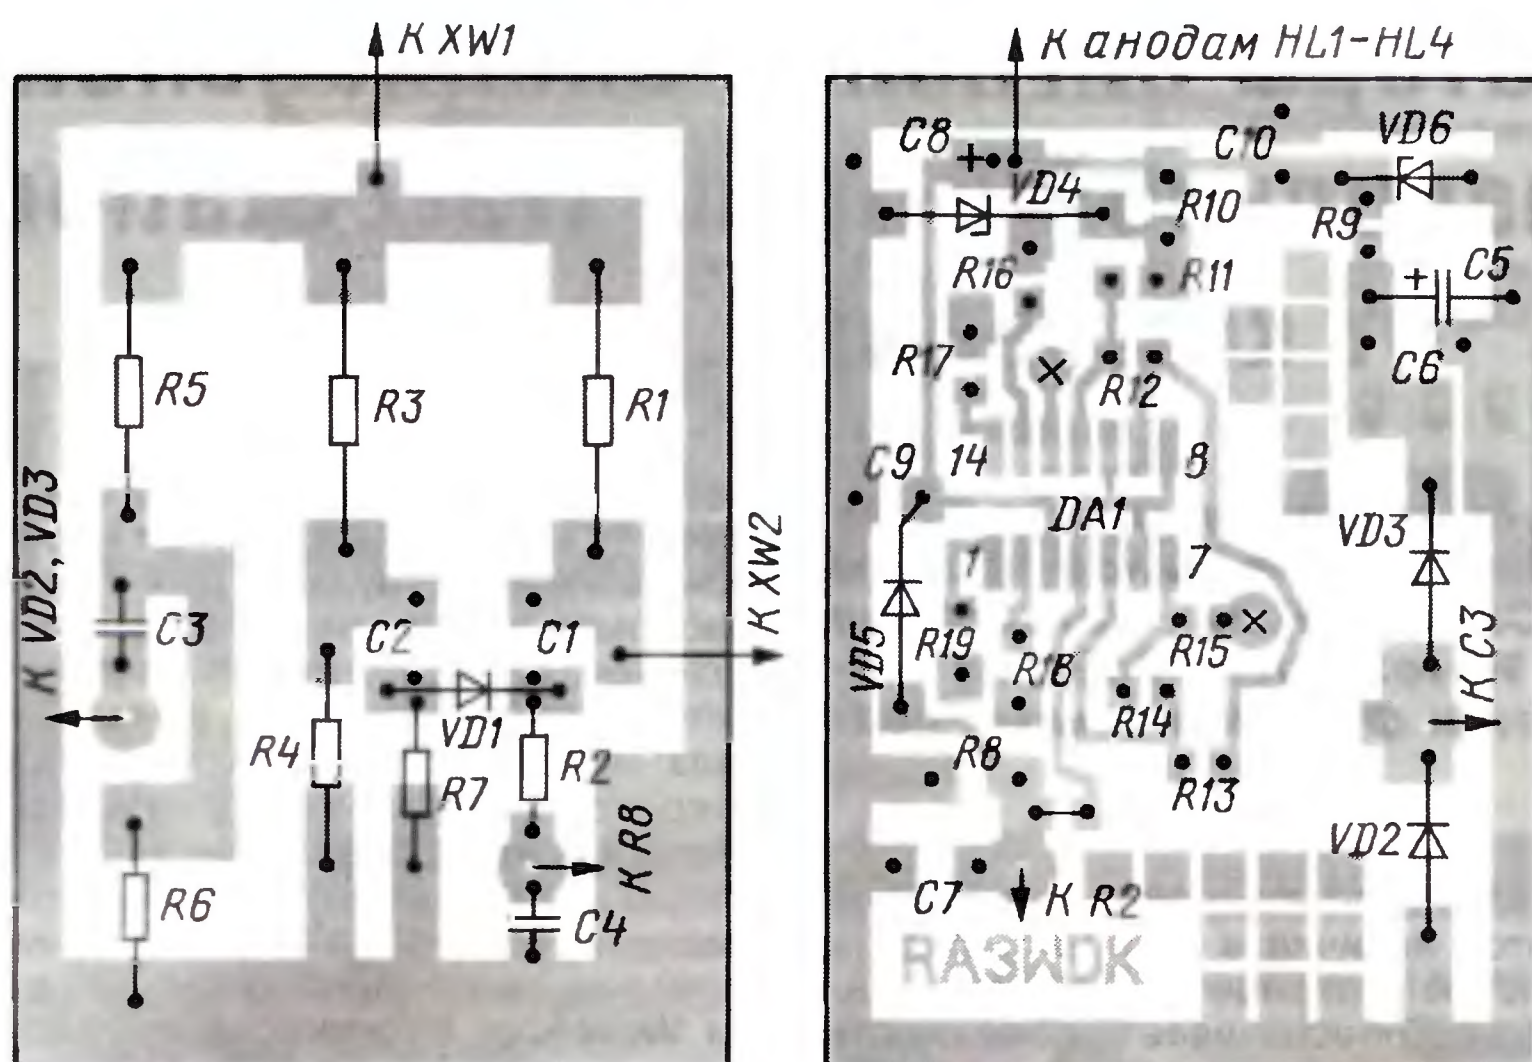 К XW1
R5
R3
R1
К VD2, VD3
C3
C2
C1
К XW2
R4
VD1
R7
R2
К R8
R6
C4
К анодам HL1-HL4
C8
+
VD4
C10
VD6
R10
R9
R16
R11
+
C5
R17
R12
C6
C9
14
8
DA1
VD3
1
7
VD5
R19
R18
R15
К C3
R14
R8
R13
VD2
C7
К R2
RA3WDK